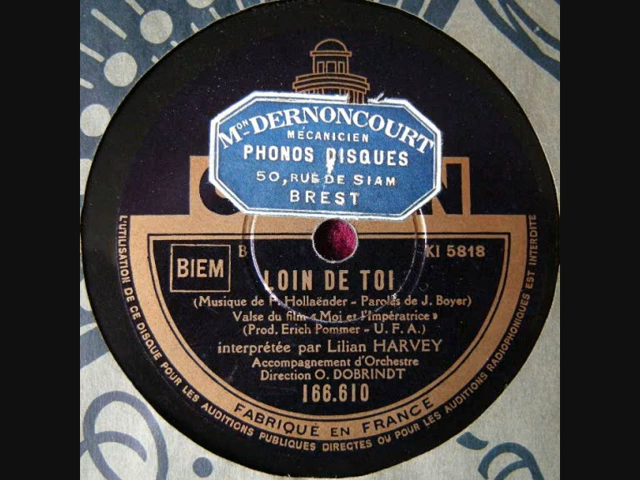 Mon DERNONCOURT
MÉCANICIEN
PHONOS DISQUES
50, RUE DE SIAM
BREST
BIEM
B
KI 5818
LOIN DE TOI
(Musique de F. Hollaënder - Paroles de J. Boyer)
Valse du film « Moi et l'Impératrice »
(Prod. Erich Pommer - U.F.A.)
interprétée par Lilian HARVEY
Accompagnement d'Orchestre
Direction O. DOBRINDT
166.610
FABRIQUÉ EN FRANCE
L'UTILISATION DE CE DISQUE POUR LES AUDITIONS PUBLIQUES DIRECTES OU POUR LES AUDITIONS RADIOPHONIQUES EST INTERDITE